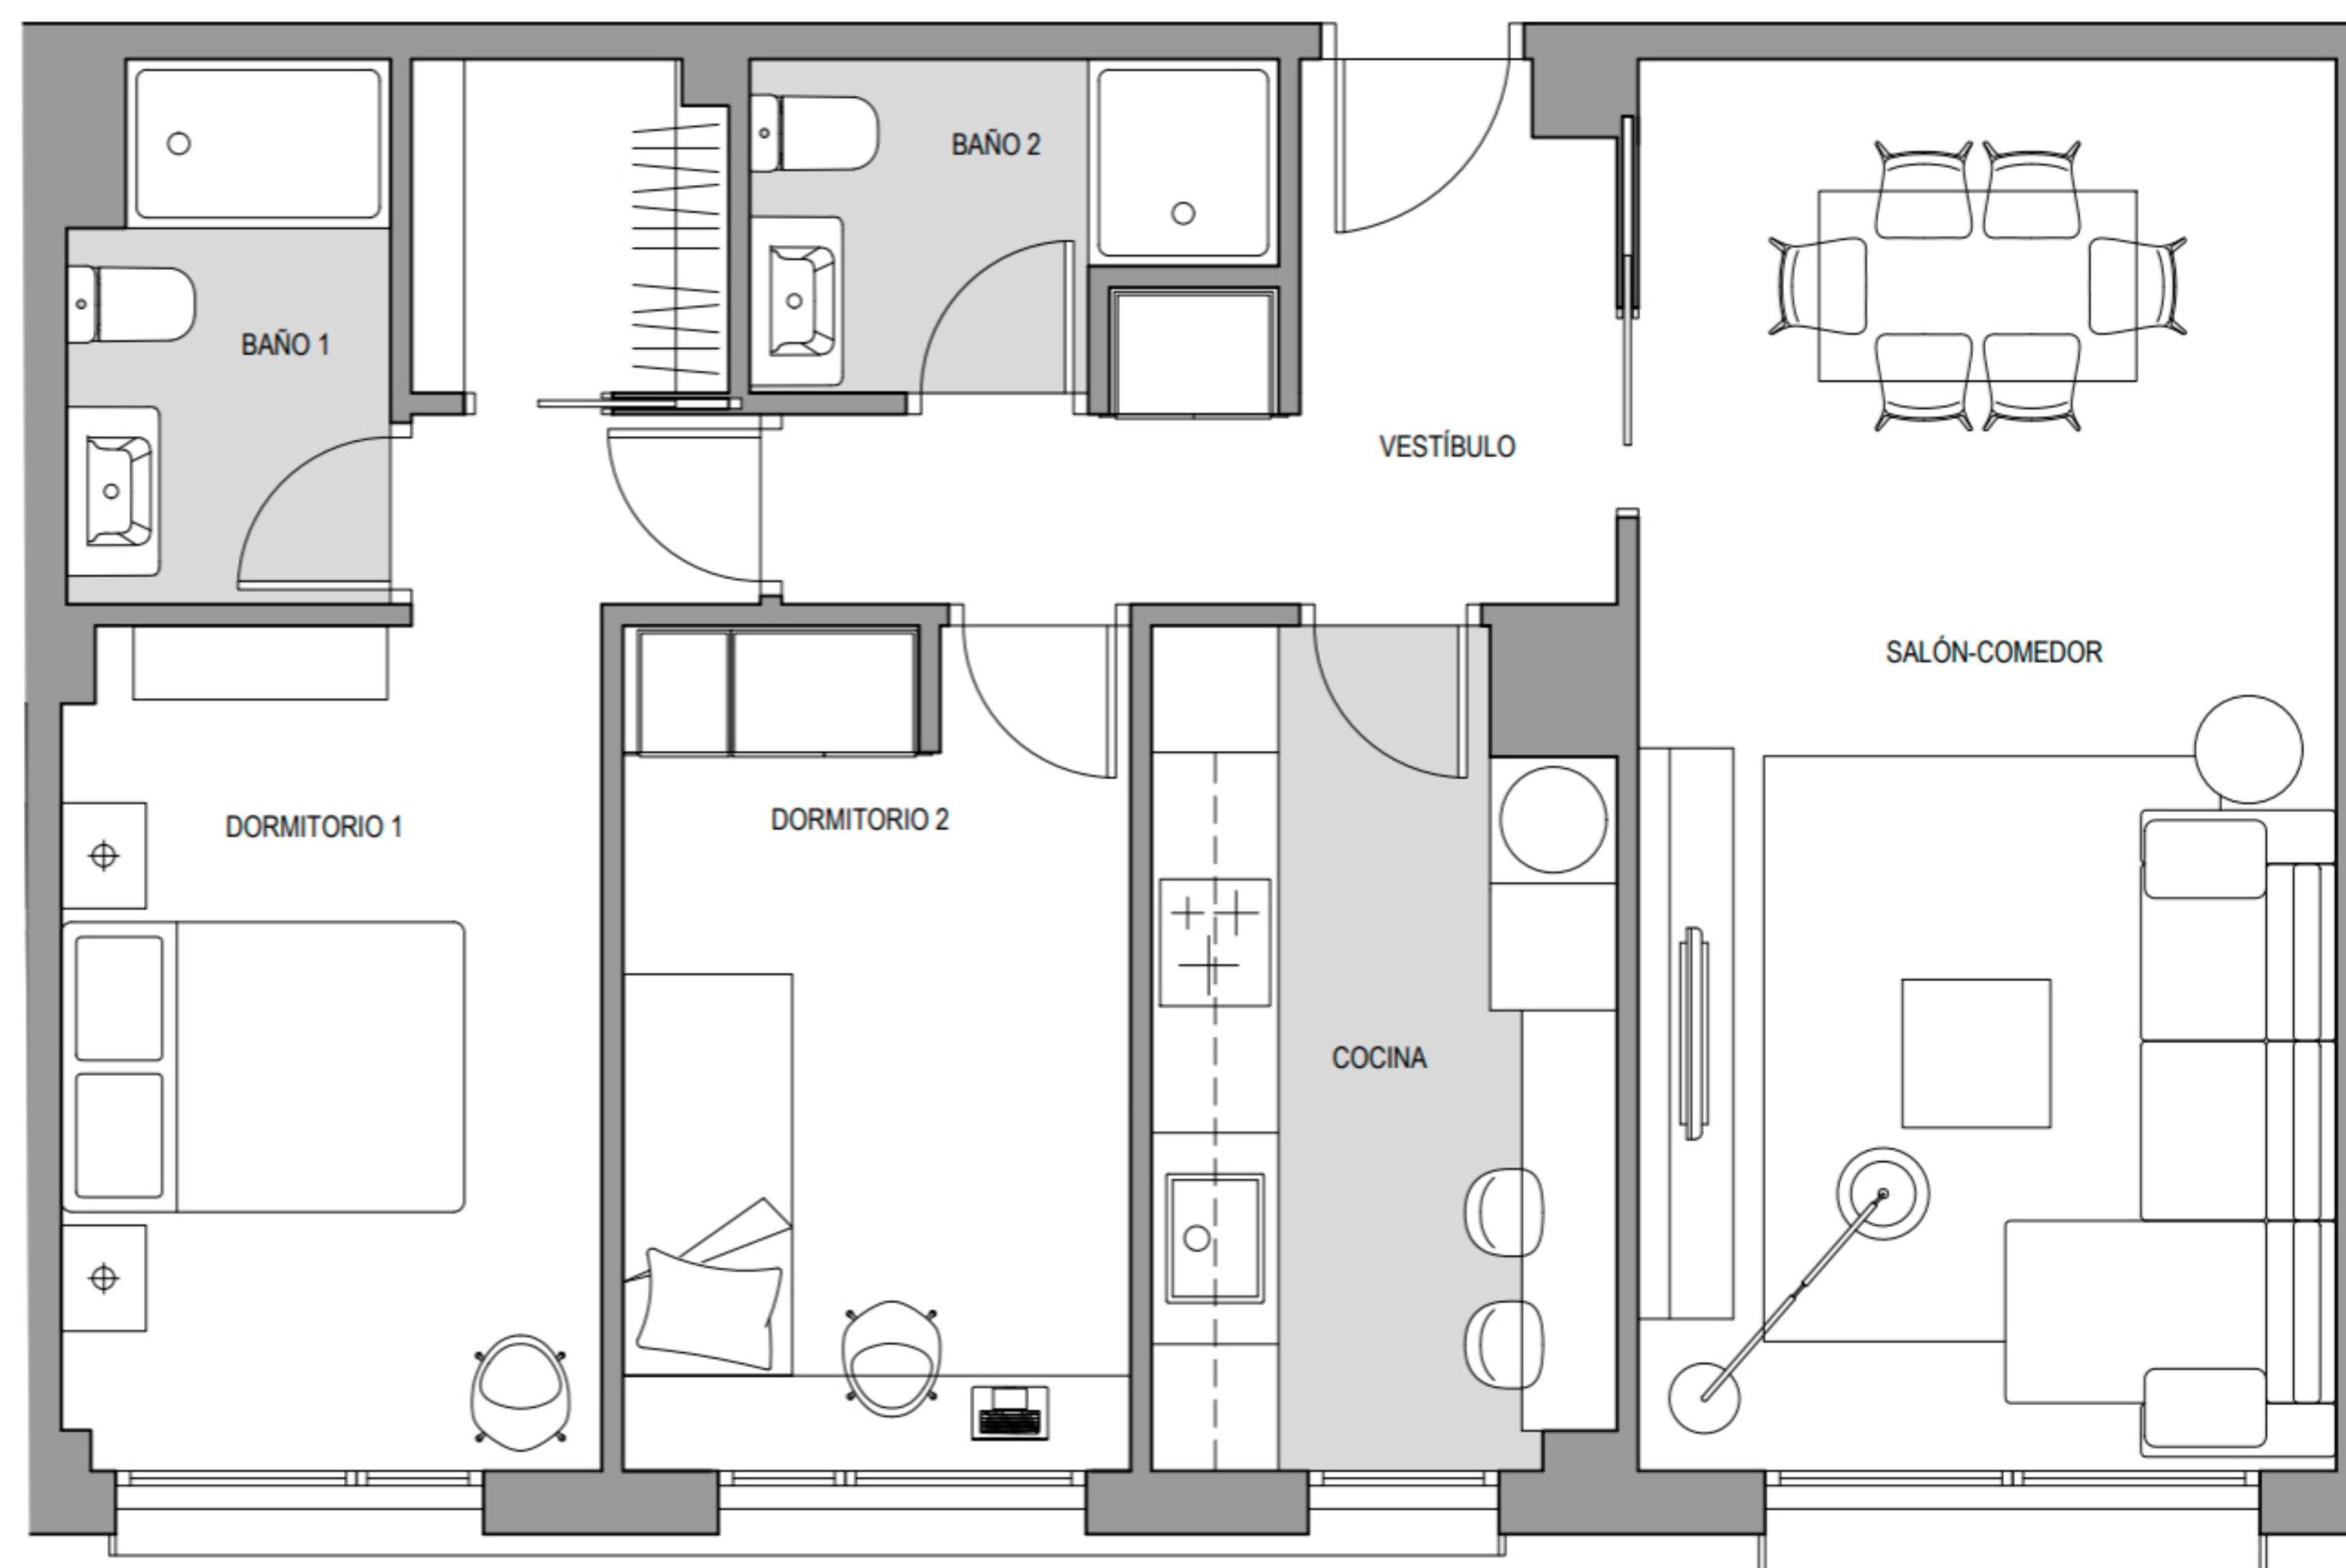 BAÑO 2
BAÑO 1
VESTÍBULO
SALÓN-COMEDOR
DORMITORIO 1
DORMITORIO 2
COCINA